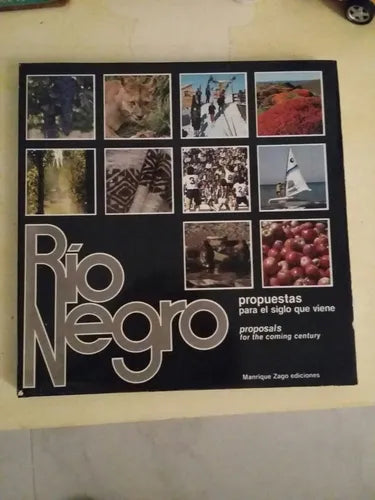 Río
Negro
propuestas
para el siglo que viene
proposals
for the coming century
Manrique Zago ediciones